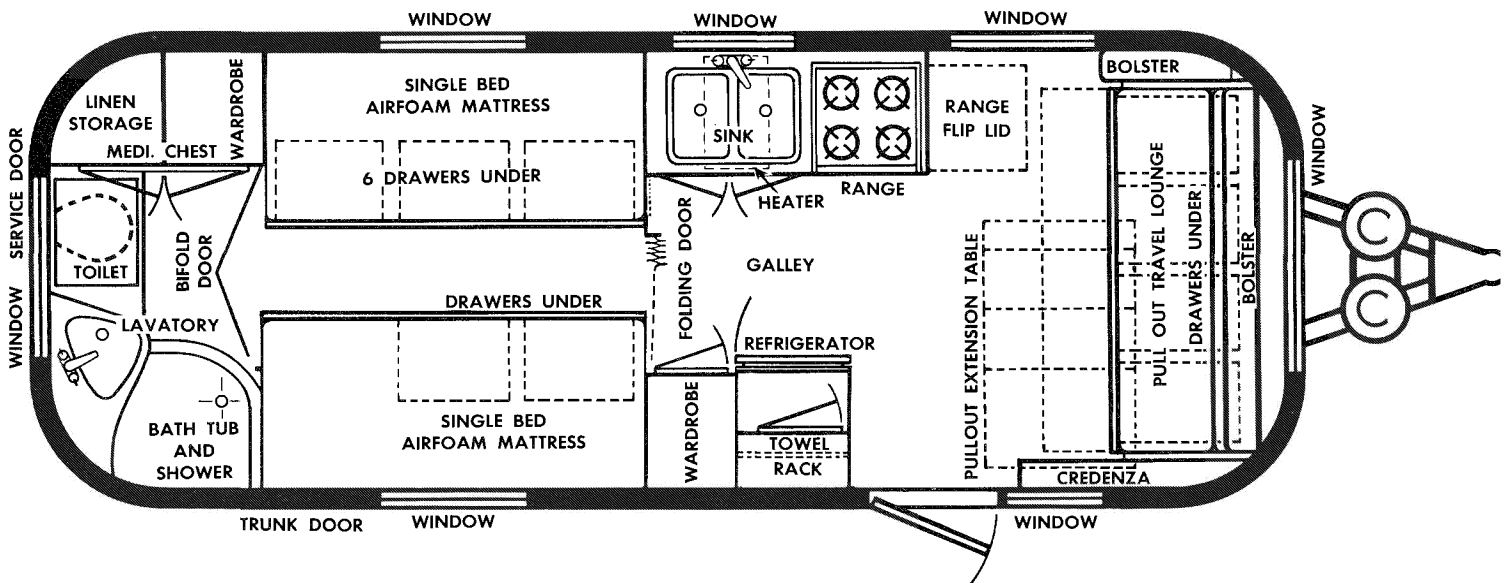 WINDOW
WINDOW
WINDOW
LINEN
STORAGE
WARDROBE
SINGLE BED
AIRFOAM MATTRESS
6 DRAWERS UNDER
SINK
HEATER
RANGE
RANGE
FLIP LID
BOLSTER
MEDI. CHEST
WINDOW SERVICE DOOR
TOILET
BIFOLD
DOOR
LAVATORY
BATH TUB
AND
SHOWER
DRAWERS UNDER
SINGLE BED
AIRFOAM MATTRESS
FOLDING DOOR
GALLEY
REFRIGERATOR
WARDROBE
TOWEL
RACK
PULLOUT EXTENSION TABLE
PULL OUT TRAVEL LOUNGE
DRAWERS UNDER
BOLSTER
WINDOW
CREDENZA
TRUNK DOOR
WINDOW
WINDOW